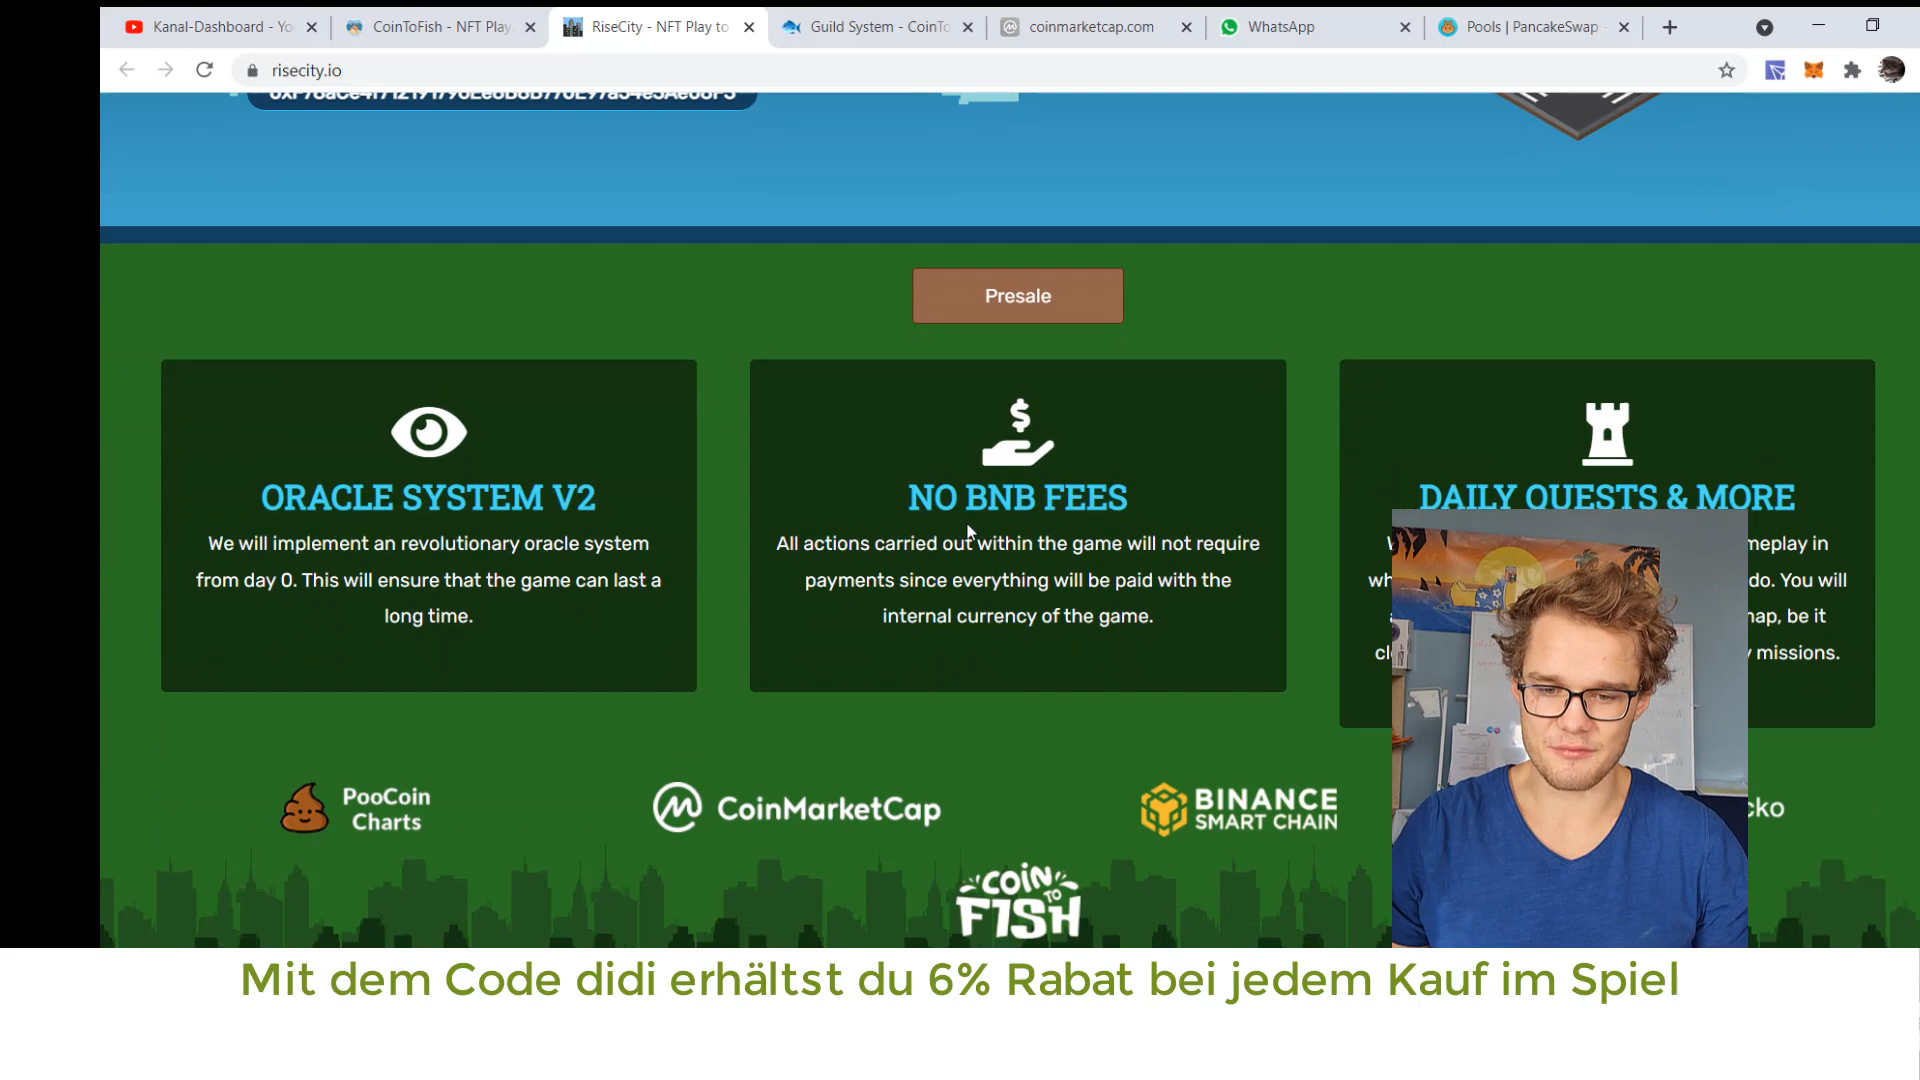 Kanal-Dashboard - Yo
CoinToFish - NFT Play
RiseCity - NFT Play to
Guild System - CoinTo
coinmarketcap.com
WhatsApp
Pools | PancakeSwap -
risecity.io
Presale
ORACLE SYSTEM V2
We will implement an revolutionary oracle system
from day 0. This will ensure that the game can last a
long time.
NO BNB FEES
All actions carried out within the game will not require
payments since everything will be paid with the
internal currency of the game.
DAILY QUESTS & MORE
meplay in
do. You will
map, be it
missions.
PooCoin
Charts
CoinMarketCap
BINANCE
SMART CHAIN
cko
COIN
TO
FISH
Mit dem Code didi erhältst du 6% Rabat bei jedem Kauf im Spiel